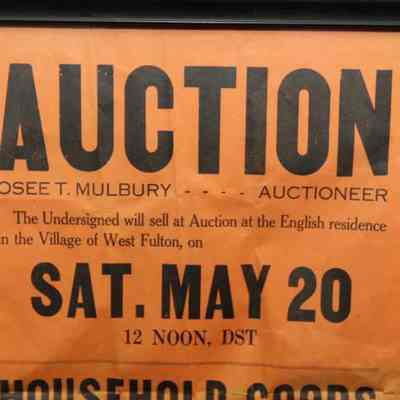 AUCTION
OSEE T. MULBURY - - - - AUCTIONEER
The Undersigned will sell at Auction at the English residence
in the Village of West Fulton, on
SAT. MAY 20
12 NOON, DST
HOUSEHOLD GOODS